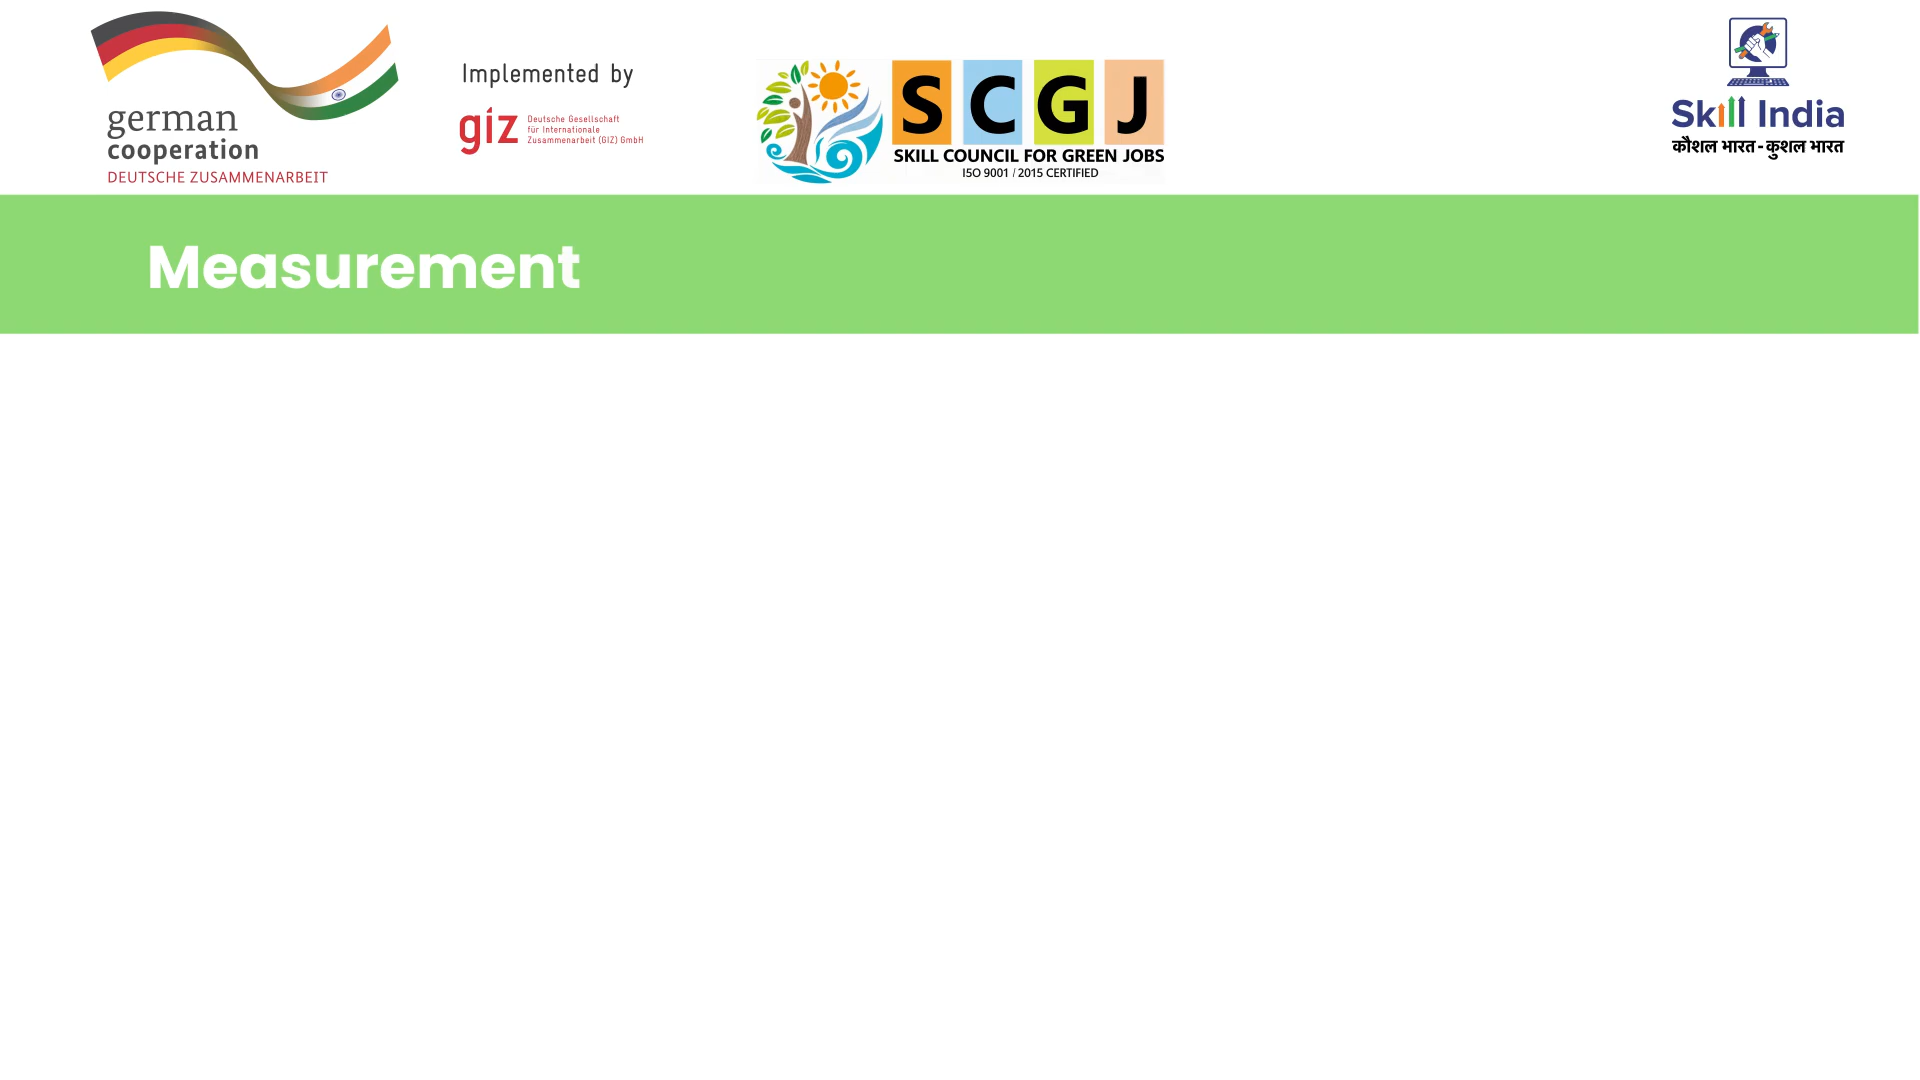 german
cooperation
DEUTSCHE ZUSAMMENARBEIT
Implemented by
giz
Deutsche Gesellschaft
für Internationale
Zusammenarbeit (GIZ) GmbH
SCGJ
SKILL COUNCIL FOR GREEN JOBS
ISO 9001 / 2015 CERTIFIED
Skill India
कौशल भारत-कुशल भारत
Measurement